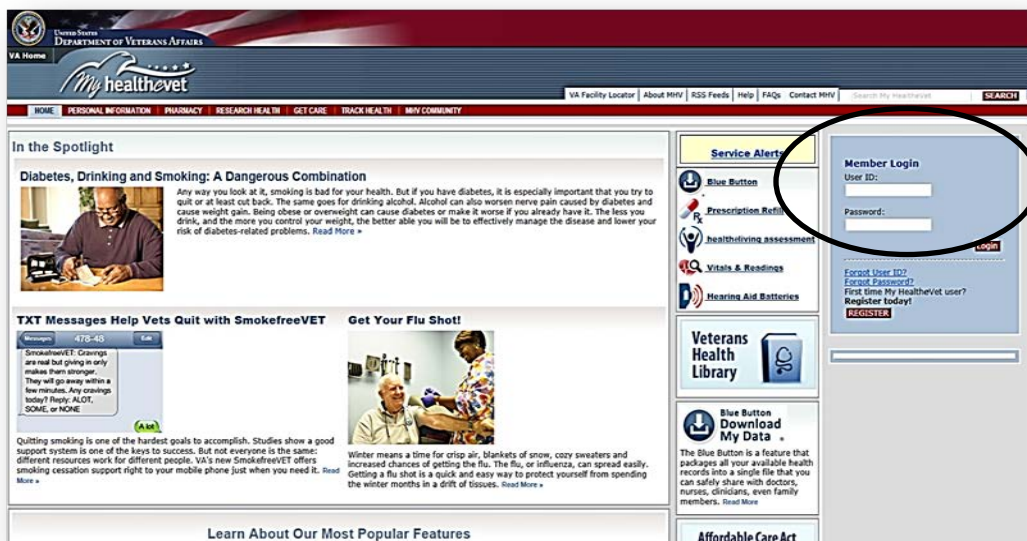 UNITED STATES
DEPARTMENT OF VETERANS AFFAIRS
VA Home
My healthevet
VA Facility Locator | About MHV | RSS Feeds | Help | FAQs Contact MHV
Search My HealtheVet
SEARCH
HOME PERSONAL INFORMATION PHARMACY RESEARCH HEALTH GET CARE TRACK HEALTH MHV COMMUNITY
In the Spotlight
Diabetes, Drinking and Smoking: A Dangerous Combination
Any way you look at it, smoking is bad for your health. But if you have diabetes, it is especially important that you try to
quit or at least cut back. The same goes for drinking alcohol. Alcohol can also worsen nerve pain caused by diabetes and
cause weight gain. Being obese or overweight can cause diabetes or make it worse if you already have it. The less you
drink, and the more you control your weight, the better able you will be to effectively manage the disease and lower your
risk of diabetes-related problems. Read More »
TXT Messages Help Vets Quit with SmokefreeVET
Messages 478-48 Edit
SmokefreeVET: Cravings
are real but giving in only
makes them stronger.
They will go away within a
few minutes. Any cravings
today? Reply: ALOT,
SOME, or NONE
A lot
Quitting smoking is one of the hardest goals to accomplish. Studies show a good
support system is one of the keys to success. But not everyone is the same:
different resources work for different people. VA's new SmokefreeVET offers
smoking cessation support right to your mobile phone just when you need it. Read
More »
Get Your Flu Shot!
Winter means a time for crisp air, blankets of snow, cozy sweaters and
increased chances of getting the flu. The flu, or influenza, can spread easily.
Getting a flu shot is a quick and easy way to protect yourself from spending
the winter months in a drift of tissues. Read More »
Learn About Our Most Popular Features
Service Alerts
Blue Button
Prescription Refill
healtheliving assessment
Vitals & Readings
Hearing Aid Batteries
Veterans
Health
Library
Blue Button
Download
My Data
The Blue Button is a feature that
packages all your available health
records into a single file that you
can safely share with doctors,
nurses, clinicians, even family
members. Read More
Affordable Care Act
Member Login
User ID:
Password:
Login
Forgot User ID?
Forgot Password?
First time My HealtheVet user?
Register today!
REGISTER